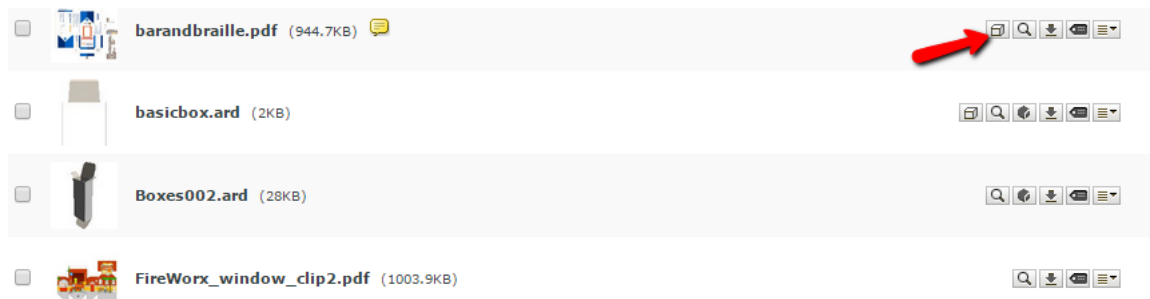 barandbraille.pdf (944.7KB)
basicbox.ard (2KB)
Boxes002.ard (28KB)
FireWorx_window_clip2.pdf (1003.9KB)